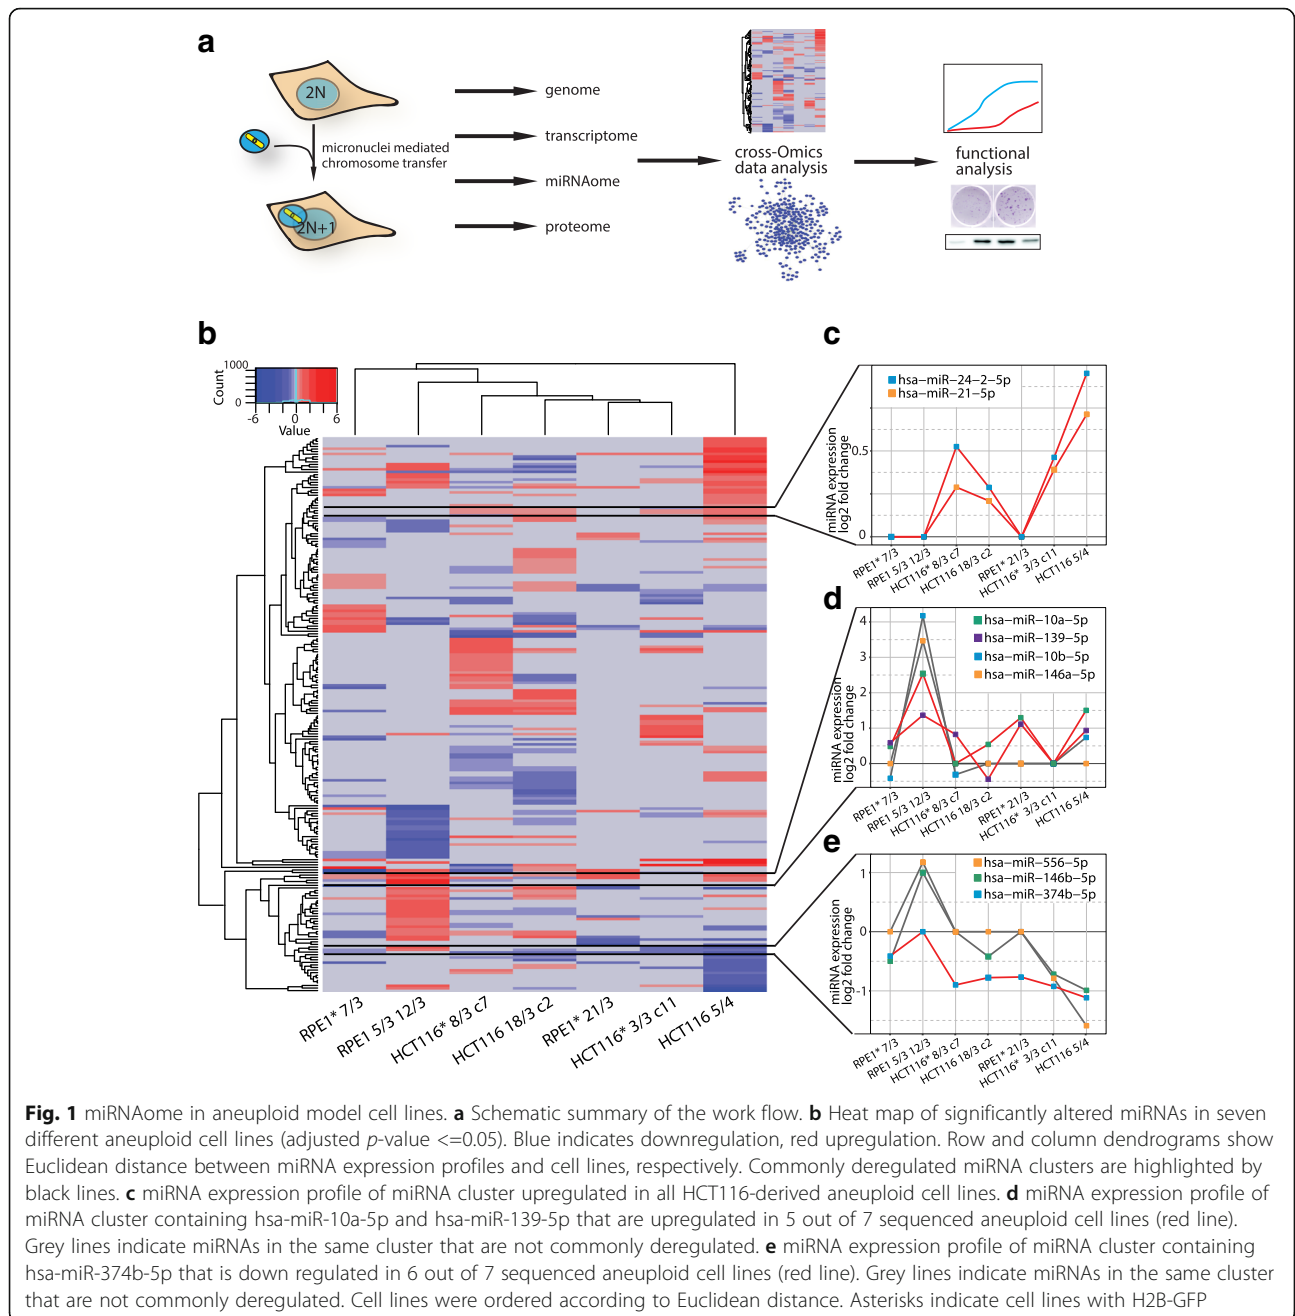 a
2N
micronuclei mediated
chromosome transfer
2N+1
genome
transcriptome
miRNAome
proteome
cross-Omics
data analysis
functional
analysis
b
1000
Count
0
-6 0 6
Value
RPE1* 7/3
RPE1 5/3 12/3
HCT116* 8/3 c7
HCT116 18/3 c2
RPE1* 21/3
HCT116* 3/3 c11
HCT116 5/4
c
hsa-miR-24-2-5p
hsa-miR-21-5p
miRNA expression
log2 fold change
0.5
0
RPE1* 7/3
RPE1 5/3 12/3
HCT116* 8/3 c7
HCT116 18/3 c2
RPE1* 21/3
HCT116* 3/3 c11
HCT116 5/4
d
hsa-miR-10a-5p
hsa-miR-139-5p
hsa-miR-10b-5p
hsa-miR-146a-5p
miRNA expression
log2 fold change
4
3
2
1
0
RPE1* 7/3
RPE1 5/3 12/3
HCT116* 8/3 c7
HCT116 18/3 c2
RPE1* 21/3
HCT116* 3/3 c11
HCT116 5/4
e
hsa-miR-556-5p
hsa-miR-146b-5p
hsa-miR-374b-5p
miRNA expression
log2 fold change
1
0
-1
RPE1* 7/3
RPE1 5/3 12/3
HCT116* 8/3 c7
HCT116 18/3 c2
RPE1* 21/3
HCT116* 3/3 c11
HCT116 5/4
Fig. 1 miRNAome in aneuploid model cell lines. a Schematic summary of the work flow. b Heat map of significantly altered miRNAs in seven
different aneuploid cell lines (adjusted p-value <=0.05). Blue indicates downregulation, red upregulation. Row and column dendrograms show
Euclidean distance between miRNA expression profiles and cell lines, respectively. Commonly deregulated miRNA clusters are highlighted by
black lines. c miRNA expression profile of miRNA cluster upregulated in all HCT116-derived aneuploid cell lines. d miRNA expression profile of
miRNA cluster containing hsa-miR-10a-5p and hsa-miR-139-5p that are upregulated in 5 out of 7 sequenced aneuploid cell lines (red line).
Grey lines indicate miRNAs in the same cluster that are not commonly deregulated. e miRNA expression profile of miRNA cluster containing
hsa-miR-374b-5p that is down regulated in 6 out of 7 sequenced aneuploid cell lines (red line). Grey lines indicate miRNAs in the same cluster
that are not commonly deregulated. Cell lines were ordered according to Euclidean distance. Asterisks indicate cell lines with H2B-GFP